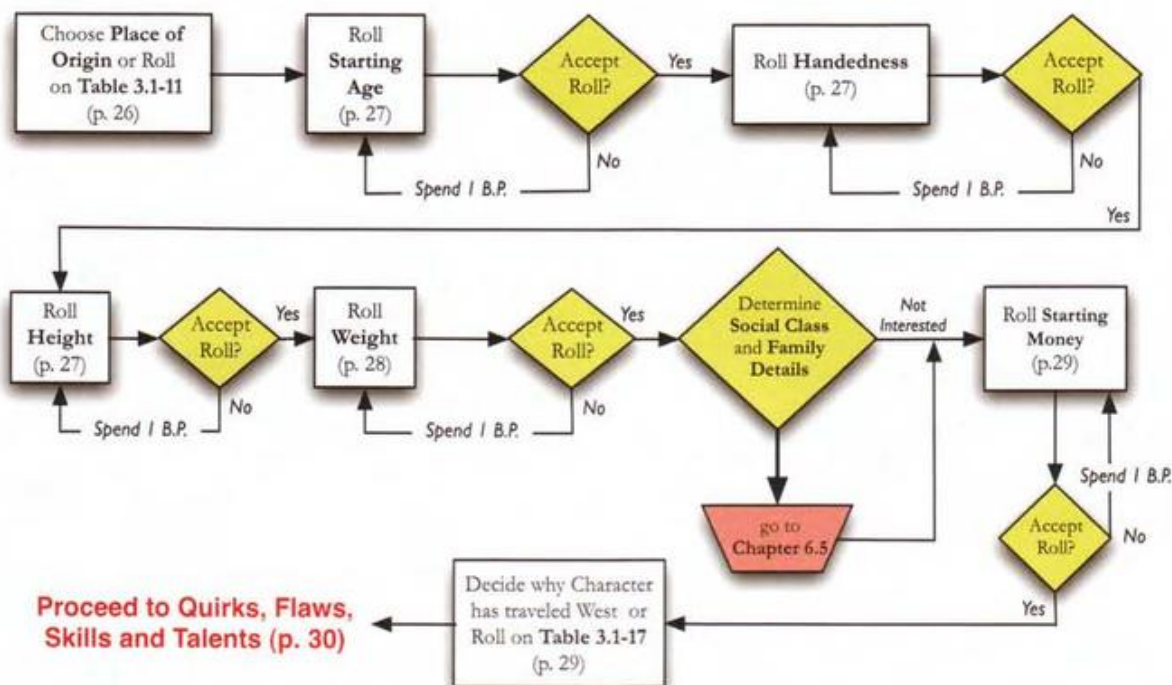 Choose Place of
Origin or Roll
on Table 3.1-11
(p. 26)
Roll
Starting
Age
(p. 27)
Accept
Roll?
Yes
No
Spend 1 B.P.
Roll Handedness
(p. 27)
Accept
Roll?
No
Spend 1 B.P.
Yes
Roll
Height
(p. 27)
Accept
Roll?
Yes
No
Spend 1 B.P.
Roll
Weight
(p. 28)
Accept
Roll?
Yes
No
Spend 1 B.P.
Determine
Social Class
and Family
Details
Not
Interested
go to
Chapter 6.5
Roll Starting
Money
(p.29)
Spend 1 B.P.
Accept
Roll?
No
Yes
Decide why Character
has traveled West or
Roll on Table 3.1-17
(p. 29)
Proceed to Quirks, Flaws,
Skills and Talents (p. 30)